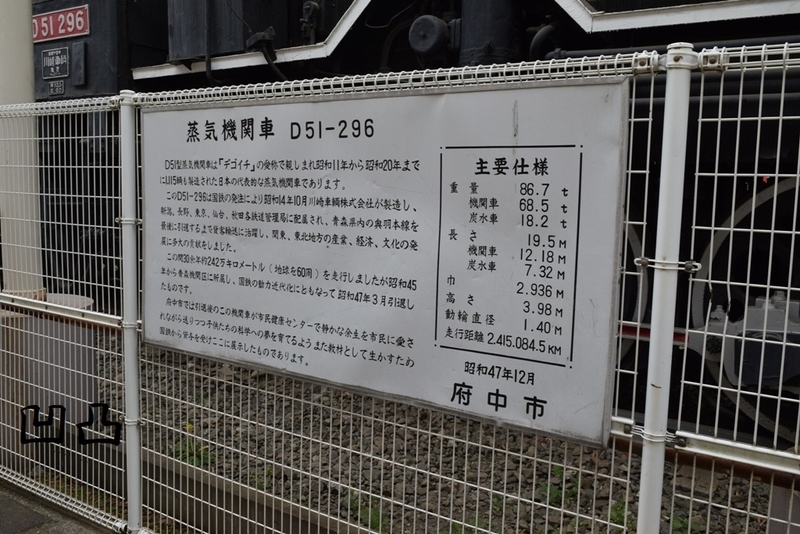 D51 296
川崎車輌
蒸気機関車 D51-296
D51型蒸気機関車は「デゴイチ」の愛称で親しまれ昭和11年から昭和20年まで
に1,115輌も製造された日本の代表的な蒸気機関車であります。
このD51-296は国鉄の発注により昭和14年10月川崎車輌株式会社が製造し、
新潟、長野、東京、仙台、秋田各鉄道管理局に配属され、青森県内の奥羽本線を
最後に引退するまで貨客輸送に活躍し、関東、東北地方の産業、経済、文化の発
展に多大の貢献をしました。
この間30余年約242万キロメートル（地球を60周）を走行しましたが昭和45
年から青森機関区に所属し、国鉄の動力近代化にともなって昭和47年3月引退し
たものです。
府中市では引退後のこの機関車が市民健康センターで静かな余生を市民に愛さ
れながら送りつつ子供たちの科学への夢を育てるようまた教材として生かすため
国鉄から貸与を受けここに展示したものであります。
主要仕様
重量 86.7 t
機関車 68.5 t
炭水車 18.2 t
長さ 19.5 M
機関車 12.18 M
炭水車 7.32 M
巾 2.936 M
高さ 3.98 M
動輪直径 1.40 M
走行距離 2.415.084.5 KM
昭和47年12月
府中市
凹凸